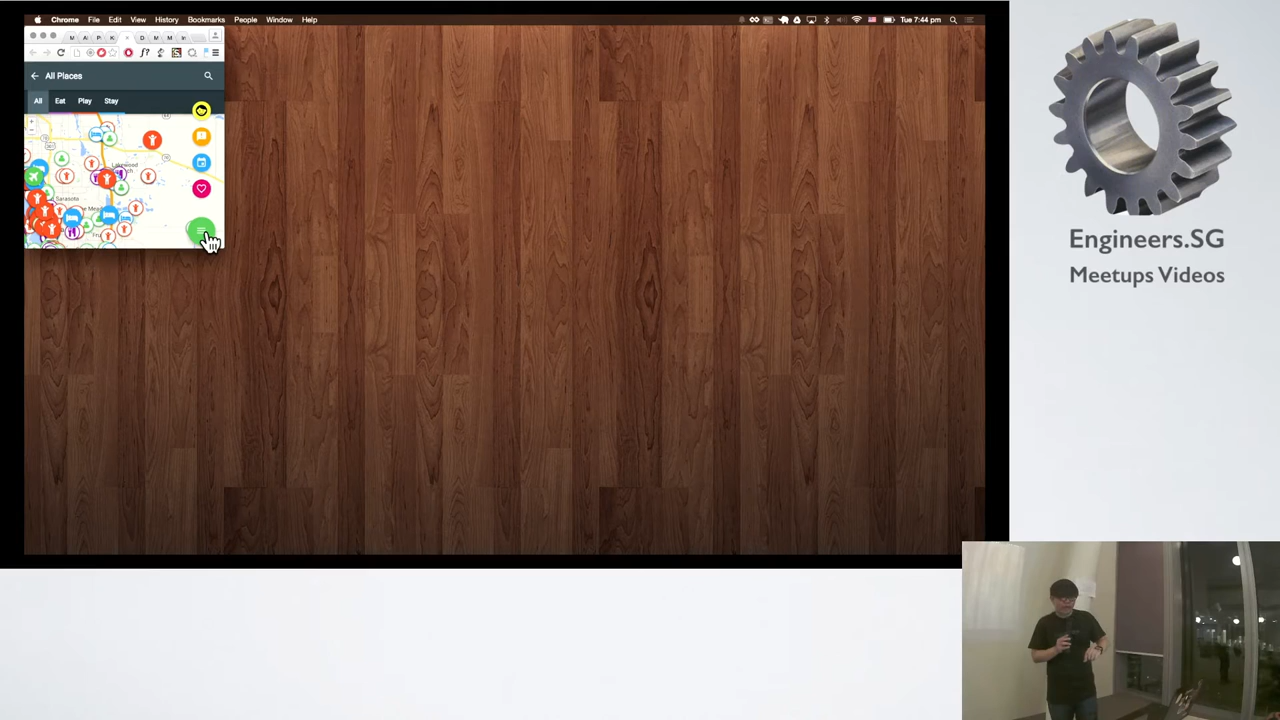 Chrome File Edit View History Bookmarks People Window Help
Tue 7:44 pm
All Places
All Eat Play Stay
Lakewood
Sarasota
Engineers.SG
Meetups Videos